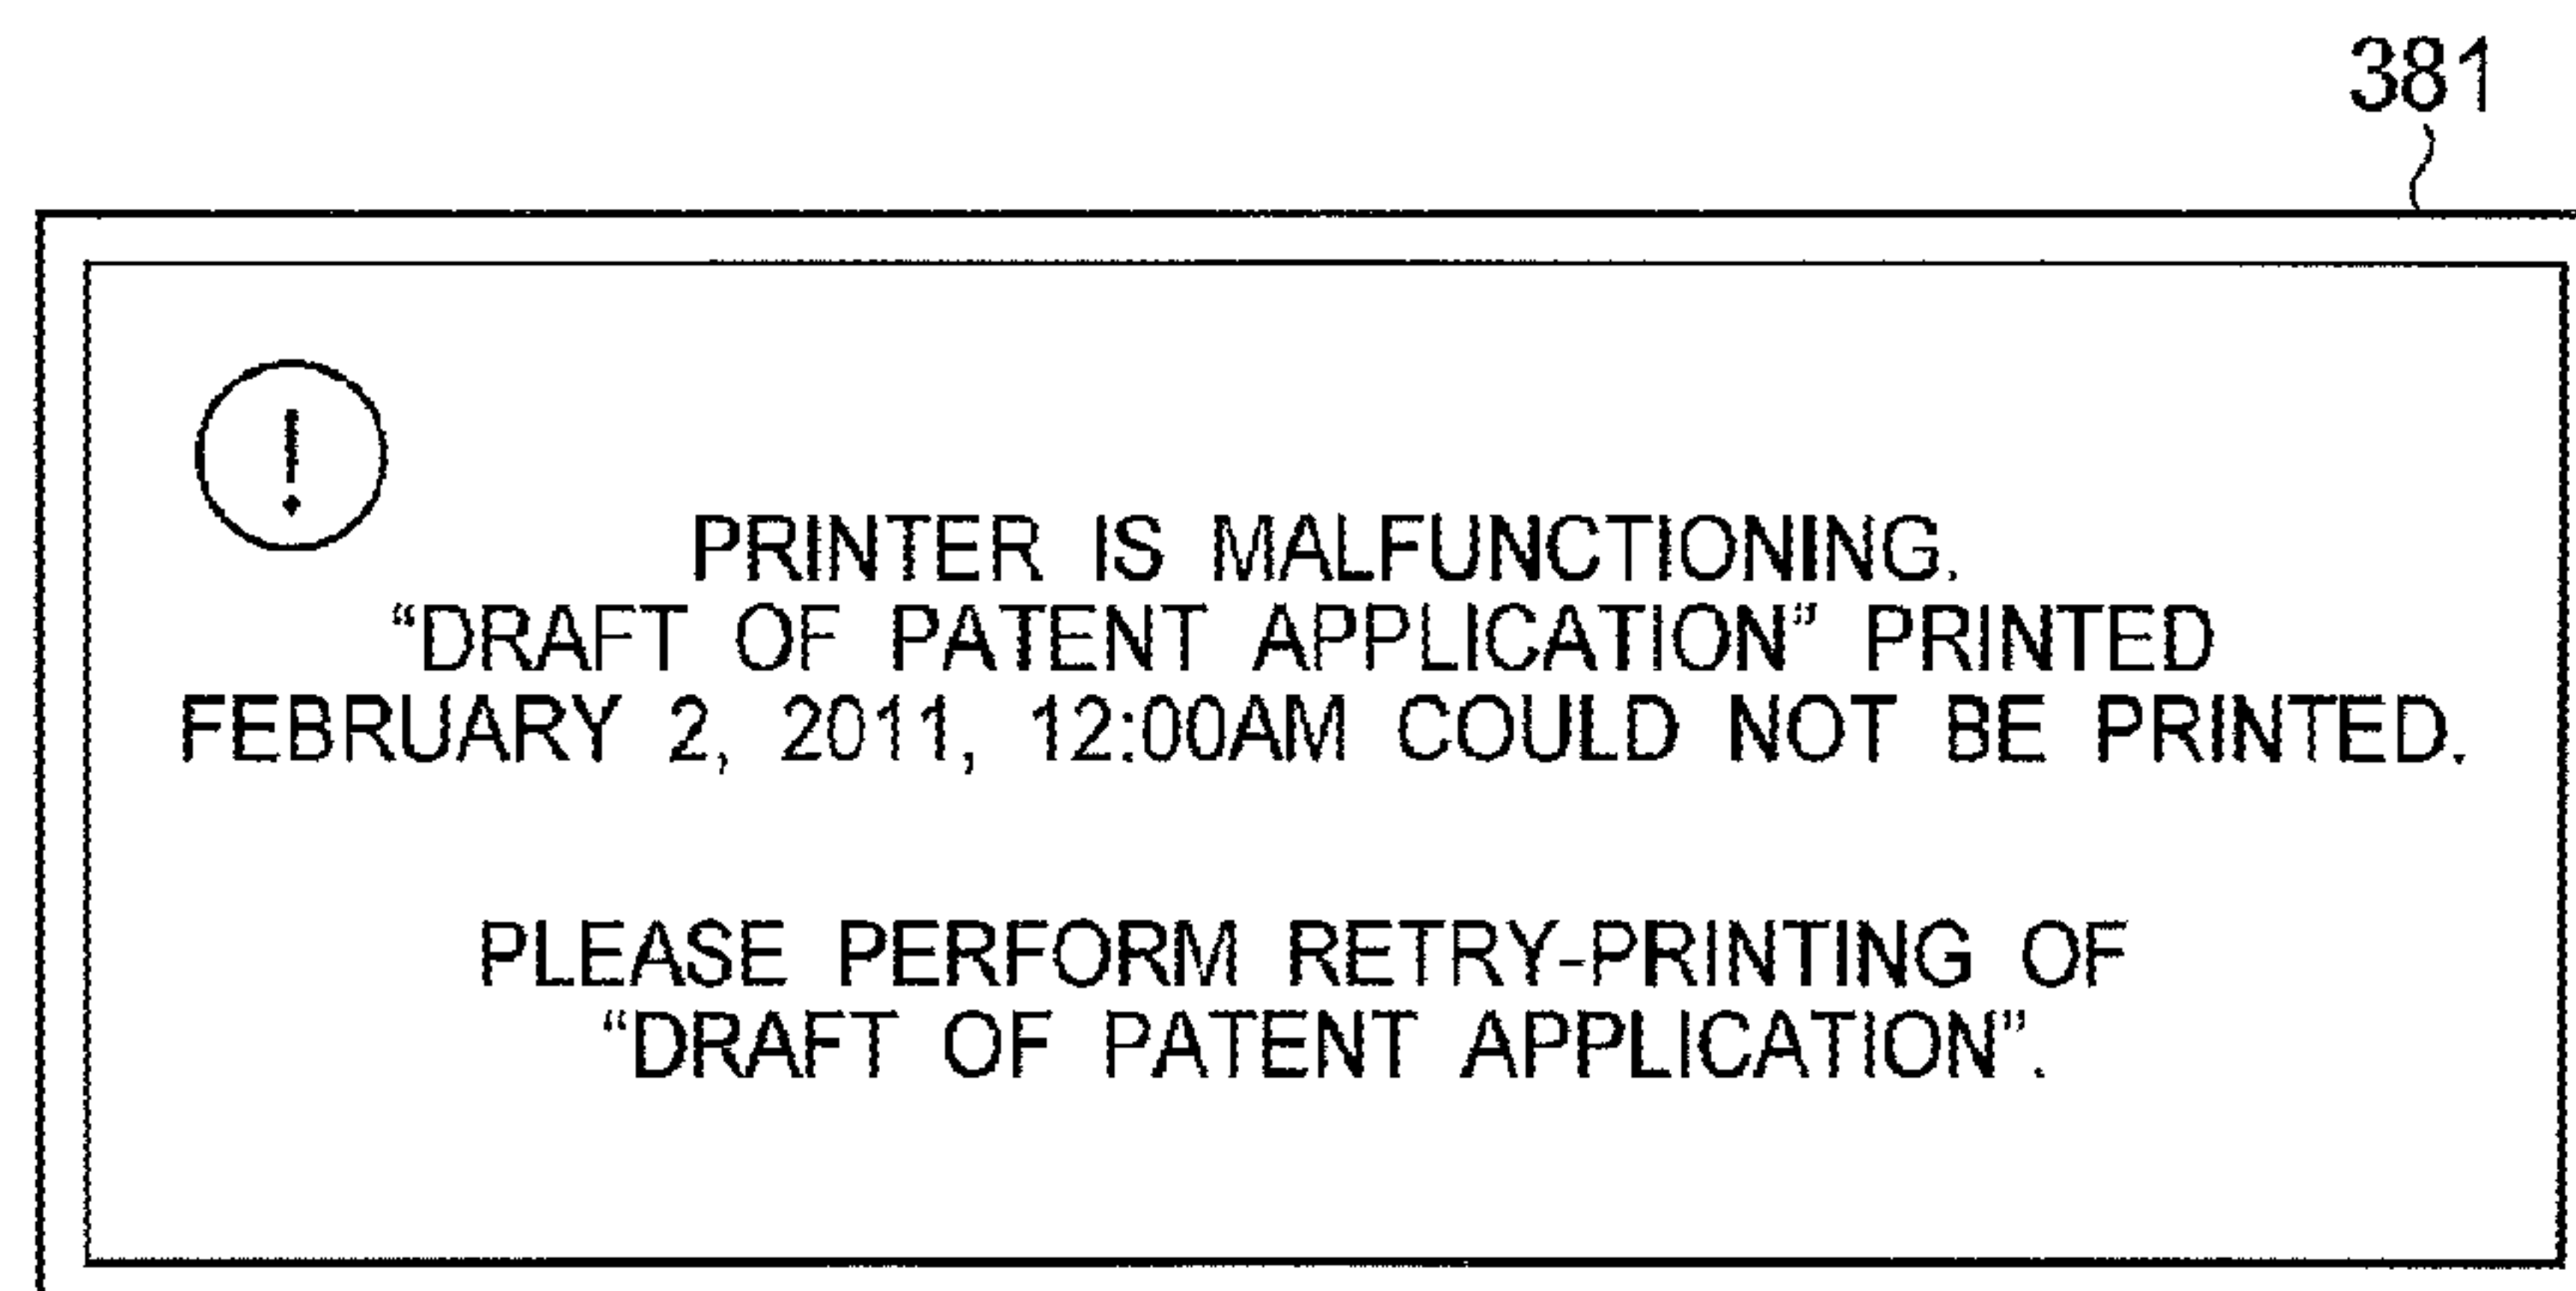 381
!
PRINTER IS MALFUNCTIONING.
“DRAFT OF PATENT APPLICATION” PRINTED
FEBRUARY 2, 2011, 12:00AM COULD NOT BE PRINTED.
PLEASE PERFORM RETRY-PRINTING OF
“DRAFT OF PATENT APPLICATION”.